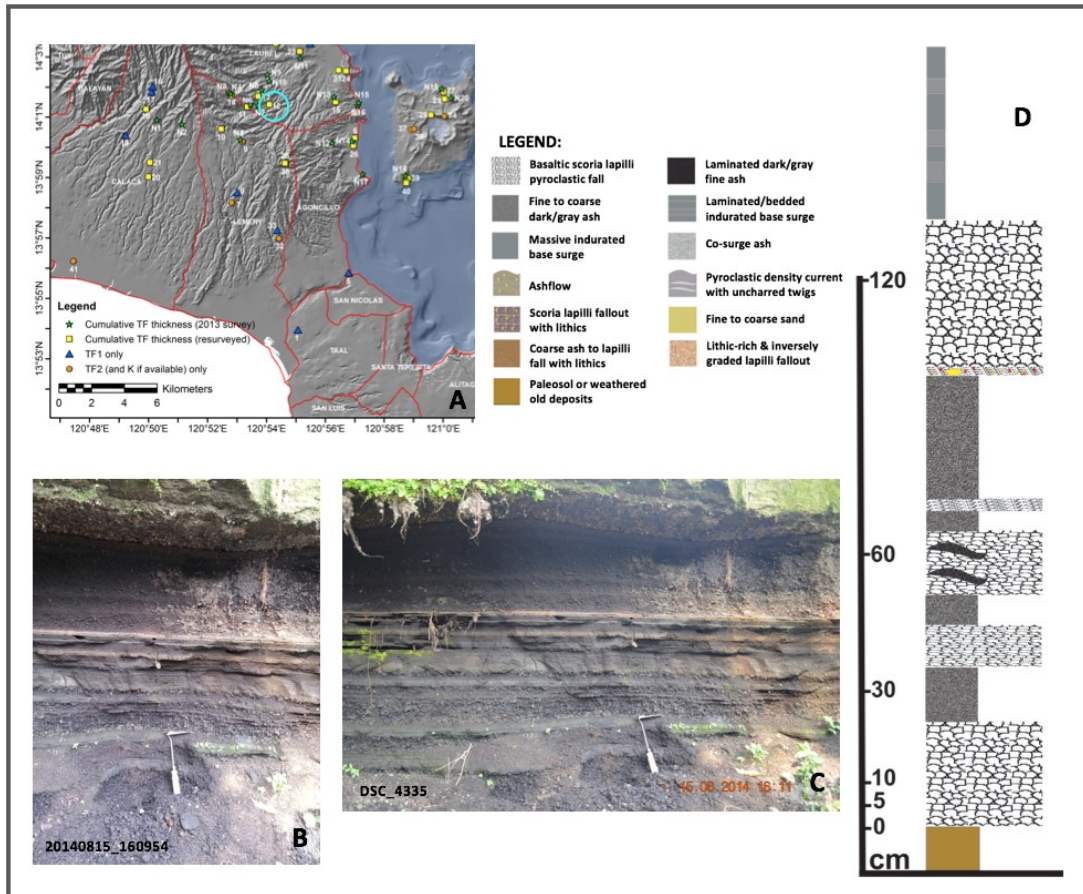 14°3'N
14°1'N
13°59'N
13°57'N
13°55'N
13°53'N
LAUREL
BALAYAN
CALACA
LEMERY
AGONCILLO
SAN NICOLAS
TAAL
SANTA TERESITA
ALITAG
SAN LUIS
Legend
Cumulative TF thickness (2013 survey)
Cumulative TF thickness (resurveyed)
TF1 only
TF2 (and K if available) only
Kilometers
0 2 4 6 8 10
A
120°48'E 120°50'E 120°52'E 120°54'E 120°56'E 120°58'E 121°0'E
LEGEND:
Basaltic scoria lapilli
pyroclastic fall
Fine to coarse
dark/gray ash
Massive indurated
base surge
Ashflow
Scoria lapilli fallout
with lithics
Coarse ash to lapilli
fall with lithics
Paleosol or weathered
old deposits
Laminated dark/gray
fine ash
Laminated/bedded
indurated base surge
Co-surge ash
Pyroclastic density current
with uncharred twigs
Fine to coarse sand
Lithic-rich & inversely
graded lapilli fallout
D
120
60
30
10
5
0
cm
20140815_160954
B
DSC_4335
15.08.2014 16:11
C